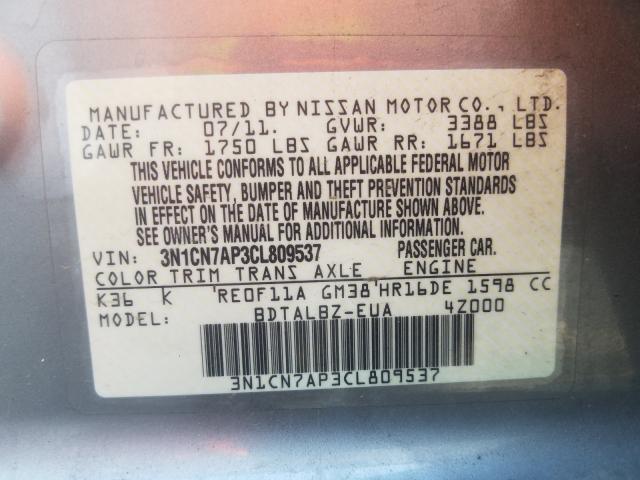 MANUFACTURED BY NISSAN MOTOR CO., LTD.
DATE: 07/11. GVWR: 3388 LBS
GAWR FR: 1750 LBS GAWR RR: 1671 LBS
THIS VEHICLE CONFORMS TO ALL APPLICABLE FEDERAL MOTOR
VEHICLE SAFETY, BUMPER AND THEFT PREVENTION STANDARDS
IN EFFECT ON THE DATE OF MANUFACTURE SHOWN ABOVE.
SEE OWNER'S MANUAL FOR ADDITIONAL INFORMATION.
VIN: 3N1CN7AP3CL809537 PASSENGER CAR.
COLOR TRIM TRANS AXLE ENGINE
K36 K 'RE0F11A GM38'HR16DE 1598 CC
MODEL: BDTALBZ-EUA 4Z000
3N1CN7AP3CL809537